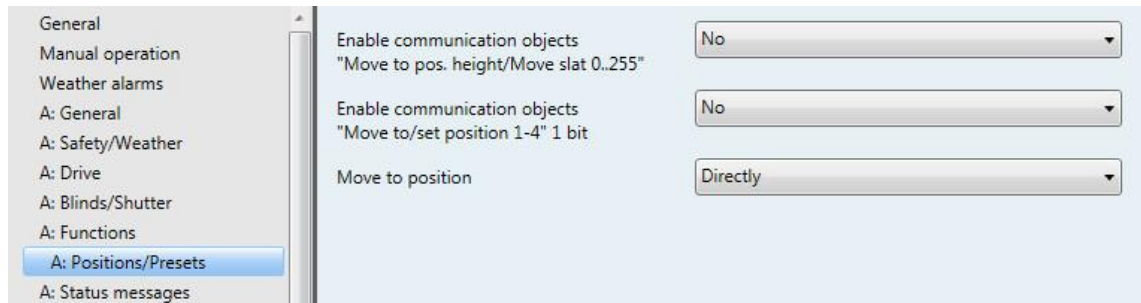 General
Manual operation
Weather alarms
A: General
A: Safety/Weather
A: Drive
A: Blinds/Shutter
A: Functions
A: Positions/Presets
A: Status messages
Enable communication objects
"Move to pos. height/Move slat 0..255"
No
Enable communication objects
"Move to/set position 1-4" 1 bit
No
Move to position
Directly